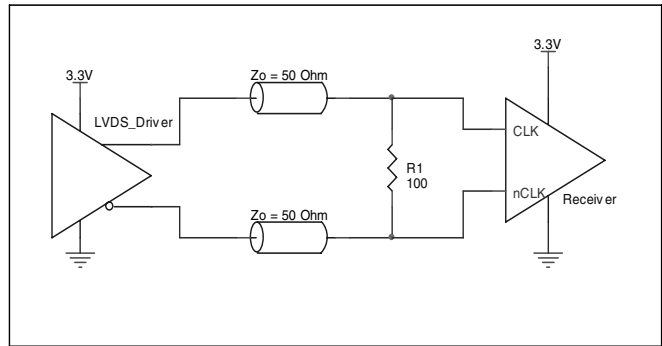 3.3V
Zo = 50 Ohm
3.3V
LVDS_Driver
CLK
R1
100
nCLK
Receiver
Zo = 50 Ohm